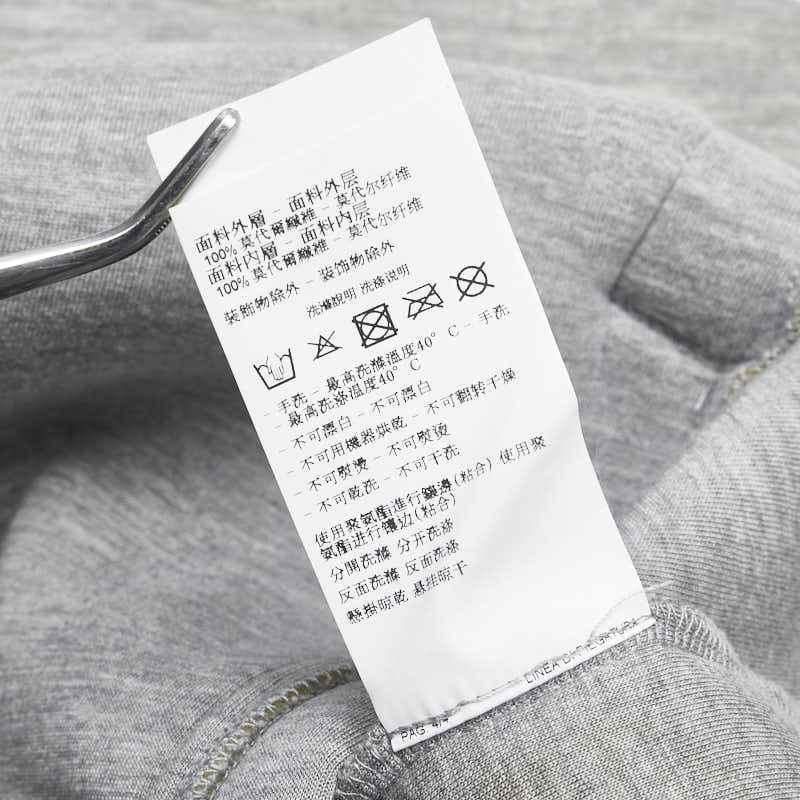 面料外層 - 面料外层
100% 莫代爾纖維 - 莫代尔纤维
面料內層 - 面料内层
100% 莫代爾纖維 - 莫代尔纤维
裝飾物除外 - 装饰物除外
洗滌說明 洗涤说明
- 手洗 - 最高洗滌溫度40° C - 手洗
- 最高洗涤温度40° C
- 不可漂白 - 不可漂白
- 不可用機器烘乾 - 不可翻转干燥
- 不可熨燙 - 不可熨烫
- 不可乾洗 - 不可干洗
使用聚氨酯進行鑲邊(粘合) 使用聚
氨酯进行镶边(粘合)
分開洗滌 分开洗涤
反面洗滌 反面洗涤
懸掛晾乾 悬挂晾干
PAG 4/4 LINEA DI PIEGATURA